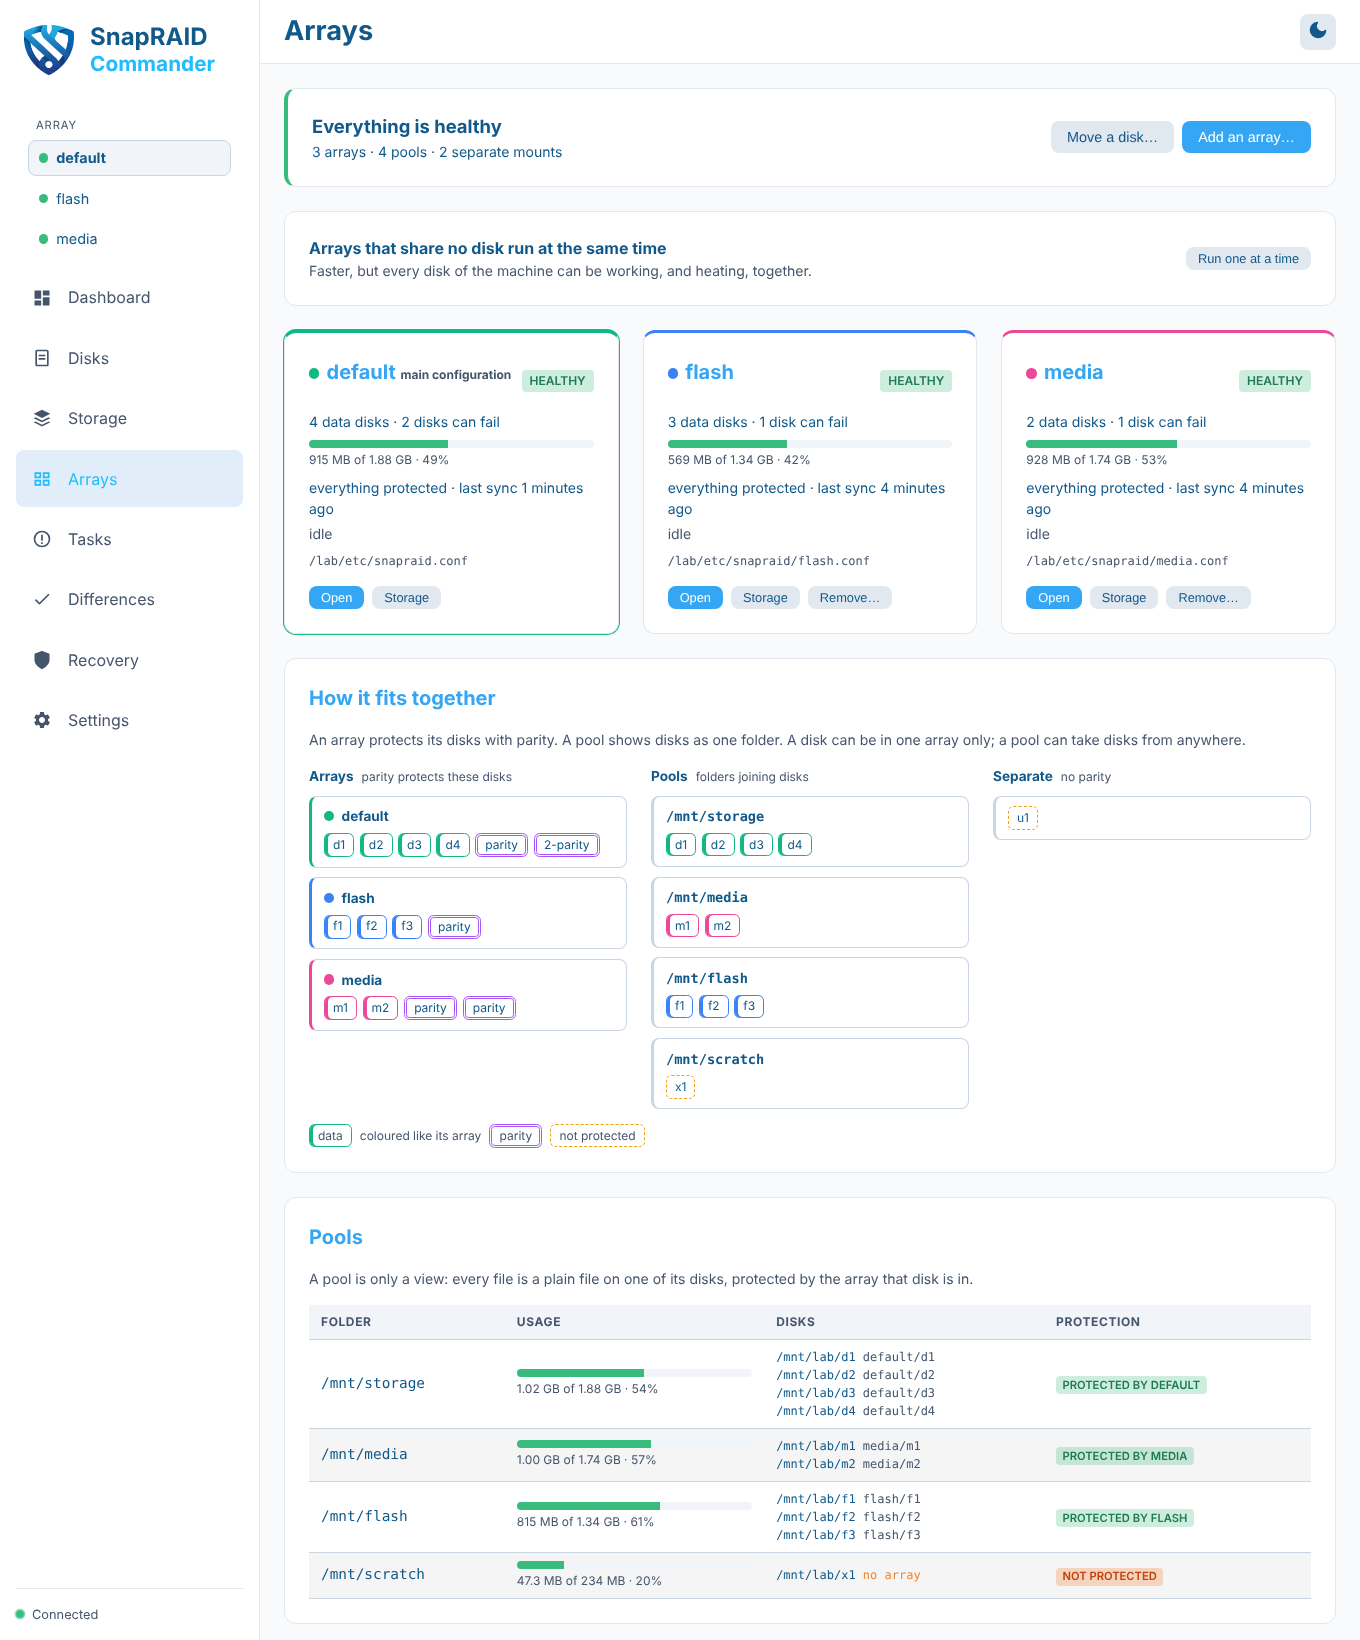 SnapRAID
Commander
ARRAY
default
flash
media
Dashboard
Disks
Storage
Arrays
Tasks
Differences
Recovery
Settings
Connected
Arrays
Everything is healthy
3 arrays · 4 pools · 2 separate mounts
Move a disk…
Add an array…
Arrays that share no disk run at the same time
Faster, but every disk of the machine can be working, and heating, together.
Run one at a time
default main configuration HEALTHY
4 data disks · 2 disks can fail
915 MB of 1.88 GB · 49%
everything protected · last sync 1 minutes
ago
idle
/lab/etc/snapraid.conf
Open Storage
flash HEALTHY
3 data disks · 1 disk can fail
569 MB of 1.34 GB · 42%
everything protected · last sync 4 minutes
ago
idle
/lab/etc/snapraid/flash.conf
Open Storage Remove…
media HEALTHY
2 data disks · 1 disk can fail
928 MB of 1.74 GB · 53%
everything protected · last sync 4 minutes
ago
idle
/lab/etc/snapraid/media.conf
Open Storage Remove…
How it fits together
An array protects its disks with parity. A pool shows disks as one folder. A disk can be in one array only; a pool can take disks from anywhere.
Arrays parity protects these disks
default
d1 d2 d3 d4 parity 2-parity
flash
f1 f2 f3 parity
media
m1 m2 parity parity
Pools folders joining disks
/mnt/storage
d1 d2 d3 d4
/mnt/media
m1 m2
/mnt/flash
f1 f2 f3
/mnt/scratch
x1
Separate no parity
u1
data coloured like its array parity not protected
Pools
A pool is only a view: every file is a plain file on one of its disks, protected by the array that disk is in.
FOLDER USAGE DISKS PROTECTION
/mnt/storage
1.02 GB of 1.88 GB · 54%
/mnt/lab/d1 default/d1
/mnt/lab/d2 default/d2
/mnt/lab/d3 default/d3
/mnt/lab/d4 default/d4
PROTECTED BY DEFAULT
/mnt/media
1.00 GB of 1.74 GB · 57%
/mnt/lab/m1 media/m1
/mnt/lab/m2 media/m2
PROTECTED BY MEDIA
/mnt/flash
815 MB of 1.34 GB · 61%
/mnt/lab/f1 flash/f1
/mnt/lab/f2 flash/f2
/mnt/lab/f3 flash/f3
PROTECTED BY FLASH
/mnt/scratch
47.3 MB of 234 MB · 20%
/mnt/lab/x1 no array
NOT PROTECTED